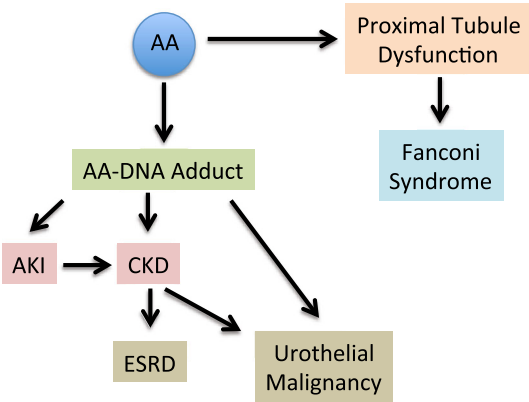 AA
Proximal Tubule
Dysfunction
AA-DNA Adduct
Fanconi
Syndrome
AKI
CKD
ESRD
Urothelial
Malignancy